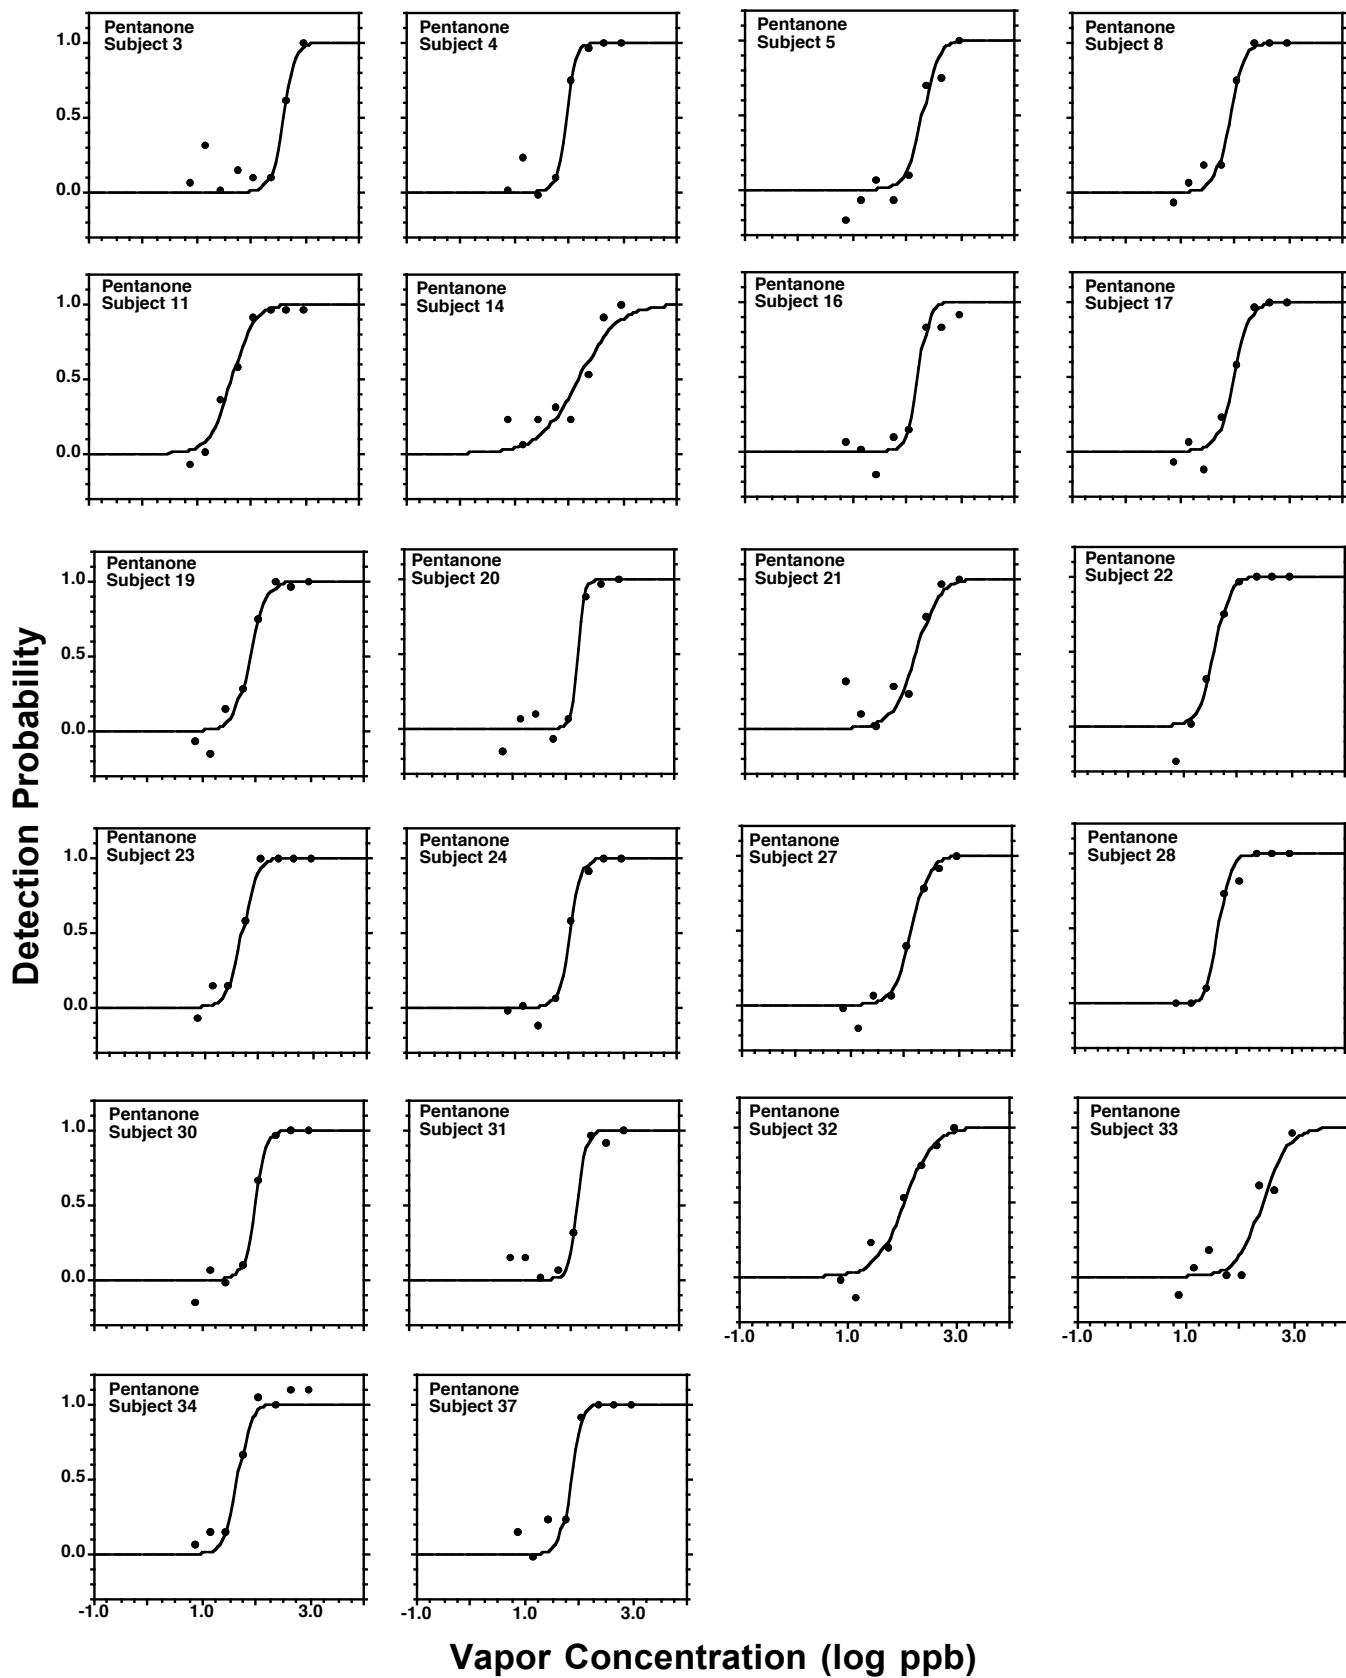 Pentanone
Subject 3
Pentanone
Subject 4
Pentanone
Subject 5
Pentanone
Subject 8
1.0
0.5
0.0
Pentanone
Subject 11
Pentanone
Subject 14
Pentanone
Subject 16
Pentanone
Subject 17
1.0
0.5
0.0
Pentanone
Subject 19
Pentanone
Subject 20
Pentanone
Subject 21
Pentanone
Subject 22
1.0
0.5
0.0
Detection Probability
Pentanone
Subject 23
Pentanone
Subject 24
Pentanone
Subject 27
Pentanone
Subject 28
1.0
0.5
0.0
Pentanone
Subject 30
Pentanone
Subject 31
Pentanone
Subject 32
Pentanone
Subject 33
1.0
0.5
0.0
-1.0 1.0 3.0
-1.0 1.0 3.0
Pentanone
Subject 34
Pentanone
Subject 37
1.0
0.5
0.0
-1.0 1.0 3.0
-1.0 1.0 3.0
Vapor Concentration (log ppb)